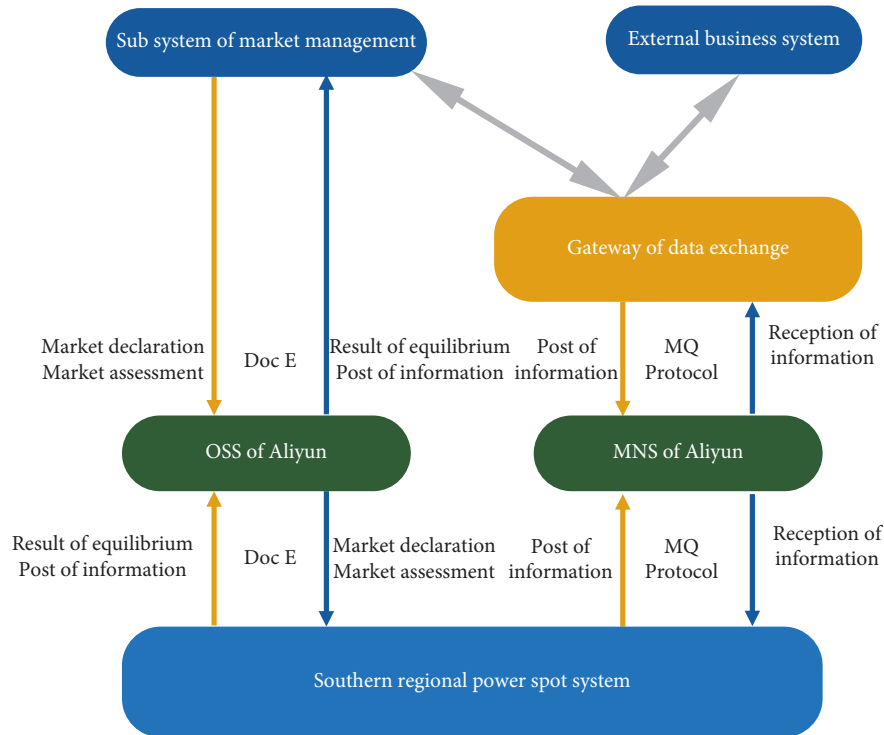 Sub system of market management
External business system
Gateway of data exchange
Market declaration
Market assessment
Doc E
Result of equilibrium
Post of information
Post of
information
MQ
Protocol
Reception of
information
OSS of Aliyun
MNS of Aliyun
Result of equilibrium
Post of information
Doc E
Market declaration
Market assessment
Post of
information
MQ
Protocol
Reception of
information
Southern regional power spot system